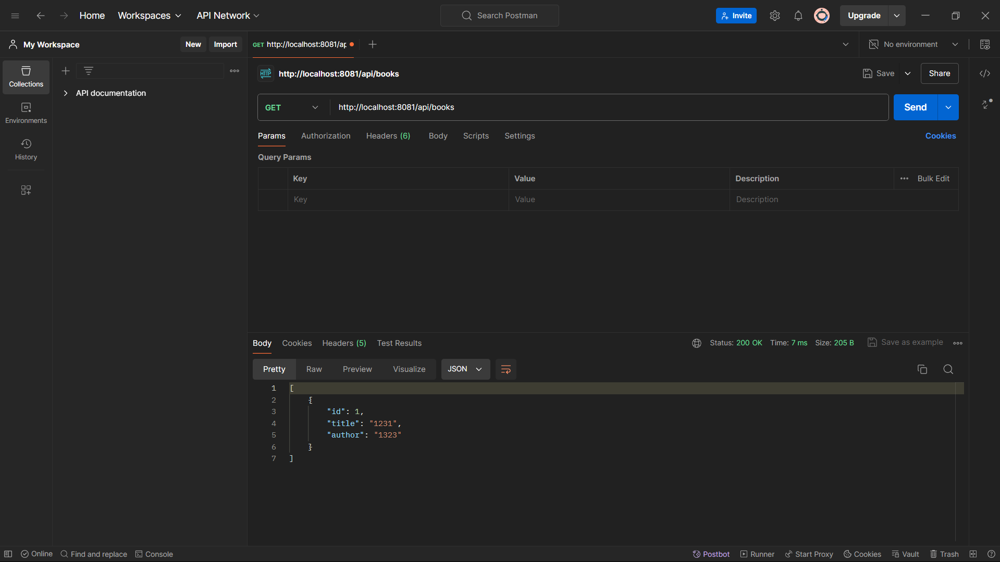 Home Workspaces API Network Search Postman Invite Upgrade
My Workspace New Import GET http://localhost:8081/ap No environment
Collections
Environments
History
API documentation
HTTP http://localhost:8081/api/books Save Share
GET http://localhost:8081/api/books Send
Params Authorization Headers (6) Body Scripts Settings Cookies
Query Params
Key Value Description Bulk Edit
Key Value Description
Body Cookies Headers (5) Test Results Status: 200 OK Time: 7 ms Size: 205 B Save as example
Pretty Raw Preview Visualize JSON
1 [
2 {
3 "id": 1,
4 "title": "1231",
5 "author": "1323"
6 }
7 ]
Online Find and replace Console Postbot Runner Start Proxy Cookies Vault Trash